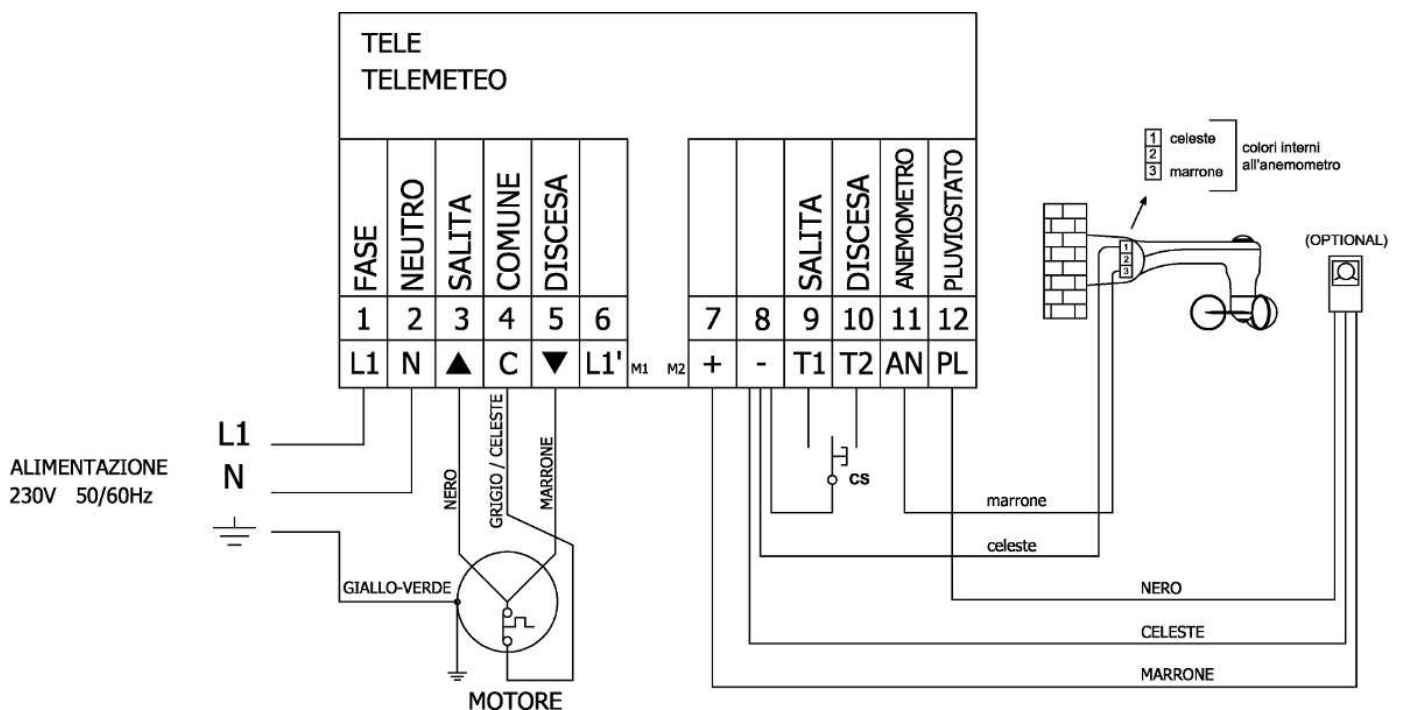 TELE
TELEMETEO
FASE
NEUTRO
SALITA
COMUNE
DISCESA
SALITA
DISCESA
ANEMOMETRO
PLUVIOSTATO
1 2 3 4 5 6
7 8 9 10 11 12
L1 N ▲ C ▼ L1' M1 M2 + - T1 T2 AN PL
1 celeste
2
3 marrone
colori interni
all'anemometro
1
2
3
(OPTIONAL)
L1
N
ALIMENTAZIONE
230V 50/60Hz
NERO
GRIGIO / CELESTE
MARRONE
GIALLO-VERDE
MOTORE
CS
marrone
celeste
NERO
CELESTE
MARRONE